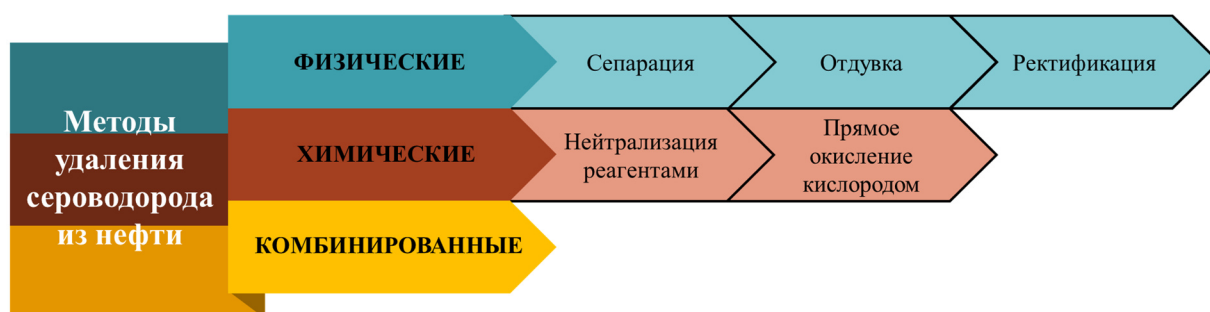 Методы
удаления
сероводорода
из нефти
ФИЗИЧЕСКИЕ
Сепарация
Отдувка
Ректификация
ХИМИЧЕСКИЕ
Нейтрализация
реагентами
Прямое
окисление
кислородом
КОМБИНИРОВАННЫЕ